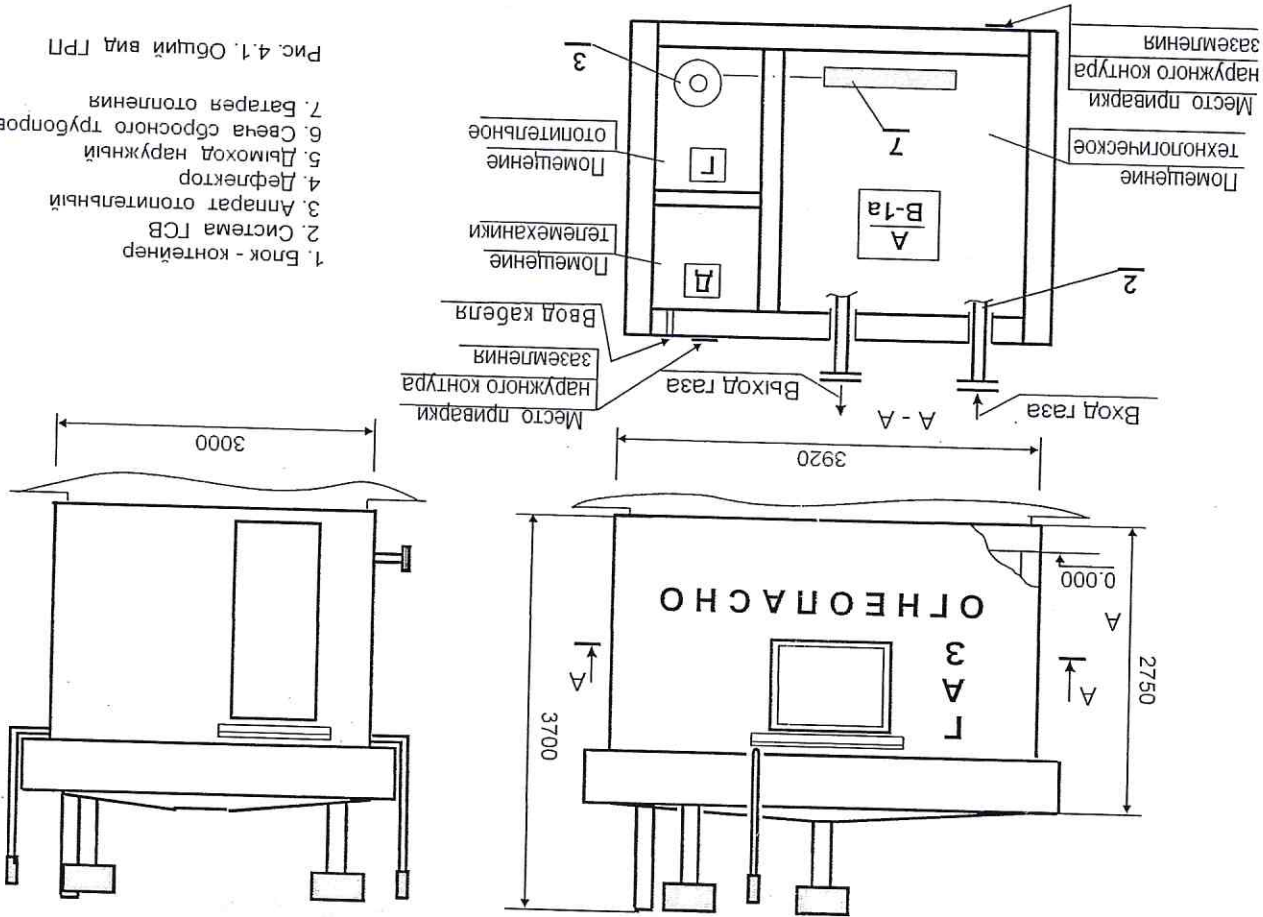 3700
2750
А
А
ГАЗ
ОГНЕОПАСНО
А
0.000
3920
3000
А - А
Вход газа
Выход газа
Место приварки
наружного контура
заземления
Ввод кабеля
2
А
В-1а
Д
Помещение
телемеханики
Помещение
технологическое
7
Г
Помещение
отопительное
3
Место приварки
наружного контура
заземления
1. Блок - контейнер
2. Система ГСВ
3. Аппарат отопительный
4. Дефлектор
5. Дымоход наружный
6. Свеча сбросного трубопров
7. Батарея отопления
Рис. 4.1. Общий вид ГРП